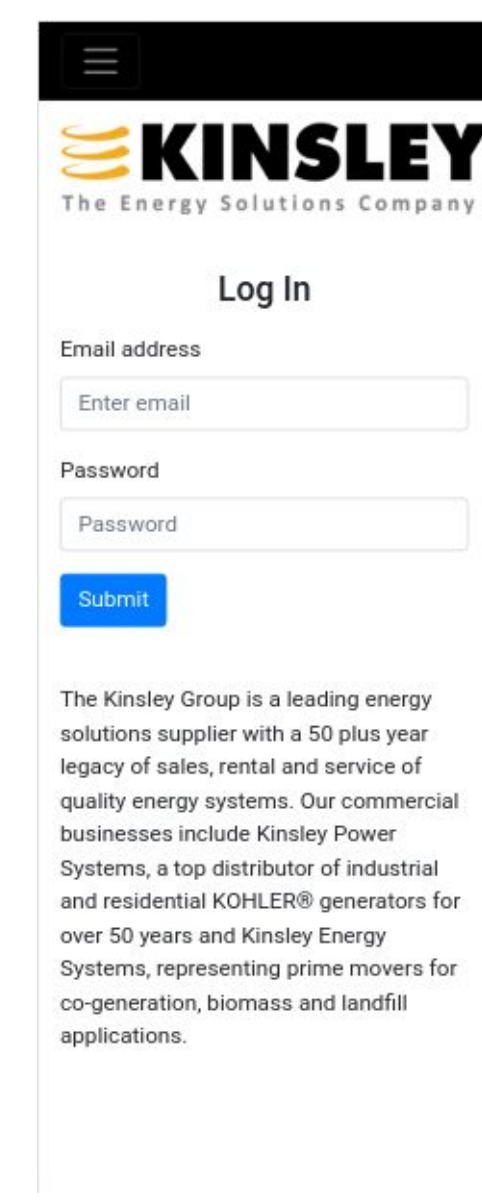 KINSLEY
The Energy Solutions Company
Log In
Email address
Enter email
Password
Password
Submit
The Kinsley Group is a leading energy
solutions supplier with a 50 plus year
legacy of sales, rental and service of
quality energy systems. Our commercial
businesses include Kinsley Power
Systems, a top distributor of industrial
and residential KOHLER® generators for
over 50 years and Kinsley Energy
Systems, representing prime movers for
co-generation, biomass and landfill
applications.